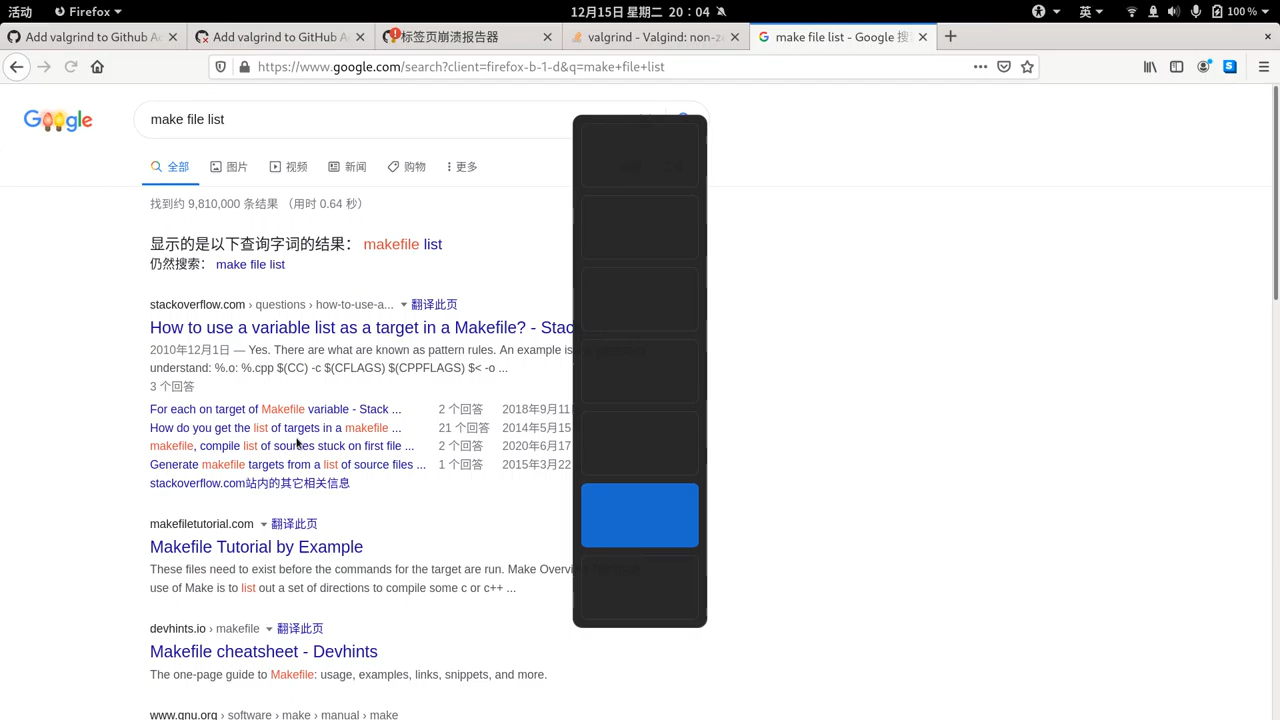 活动 Firefox 12月15日 星期二 20：04 英 100 %
Add valgrind to Github Ac Add valgrind to GitHub Ac 标签页崩溃报告器 valgrind - Valgind: non-z make file list - Google 搜
https://www.google.com/search?client=firefox-b-1-d&q=make+file+list
Google make file list
全部 图片 视频 新闻 购物 更多
找到约 9,810,000 条结果 （用时 0.64 秒）
显示的是以下查询字词的结果： makefile list
仍然搜索： make file list
stackoverflow.com › questions › how-to-use-a... 翻译此页
How to use a variable list as a target in a Makefile? - Stac
2010年12月1日 — Yes. There are what are known as pattern rules. An example is
understand: %.o: %.cpp $(CC) -c $(CFLAGS) $(CPPFLAGS) $< -o ...
3 个回答
For each on target of Makefile variable - Stack ... 2 个回答 2018年9月11
How do you get the list of targets in a makefile ... 21 个回答 2014年5月15
makefile, compile list of sources stuck on first file ... 2 个回答 2020年6月17
Generate makefile targets from a list of source files ... 1 个回答 2015年3月22
stackoverflow.com站内的其它相关信息
makefiletutorial.com 翻译此页
Makefile Tutorial by Example
These files need to exist before the commands for the target are run. Make Overvi
use of Make is to list out a set of directions to compile some c or c++ ...
devhints.io › makefile 翻译此页
Makefile cheatsheet - Devhints
The one-page guide to Makefile: usage, examples, links, snippets, and more.
www.gnu.org › software › make › manual › make